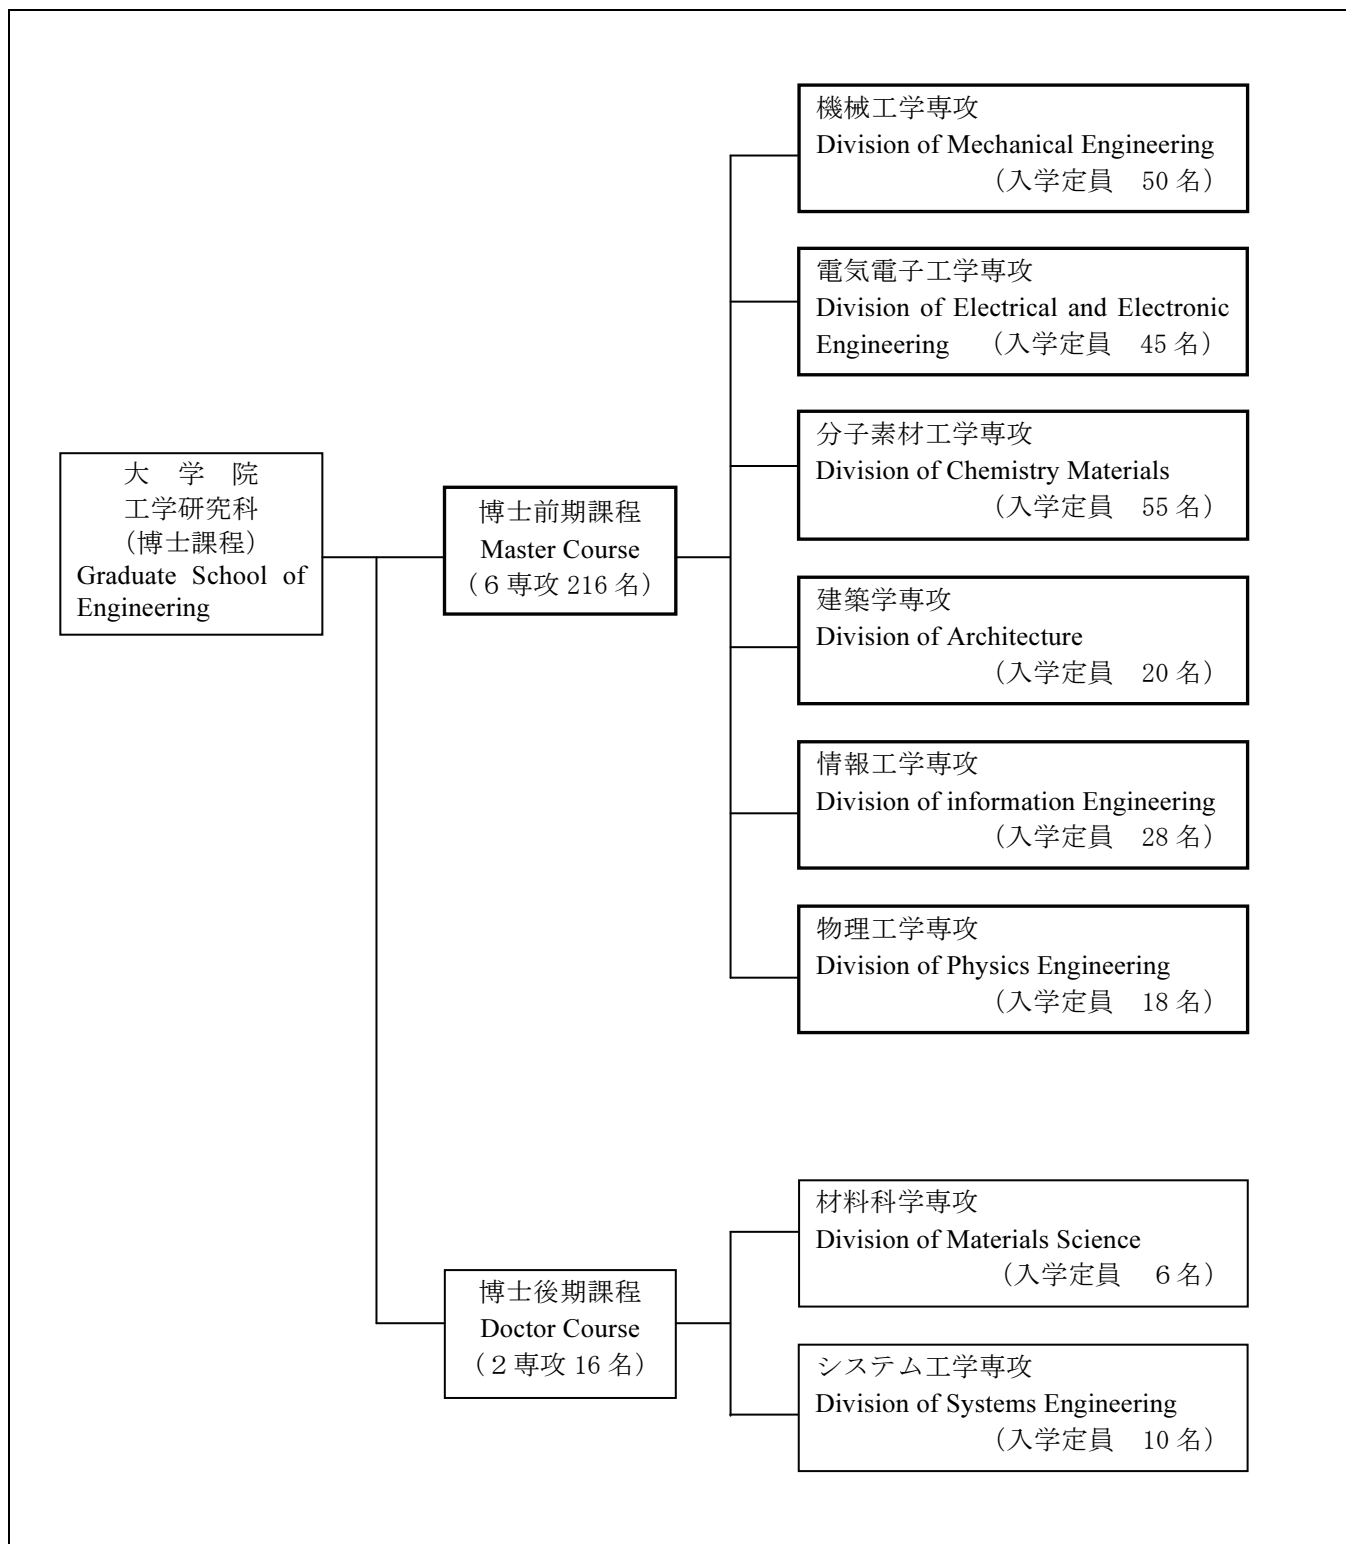 大　学　院
工学研究科
（博士課程）
Graduate School of
Engineering
博士前期課程
Master Course
（６専攻 216 名）
機械工学専攻
Division of Mechanical Engineering
（入学定員　50 名）
電気電子工学専攻
Division of Electrical and Electronic
Engineering　（入学定員　45 名）
分子素材工学専攻
Division of Chemistry Materials
（入学定員　55 名）
建築学専攻
Division of Architecture
（入学定員　20 名）
情報工学専攻
Division of information Engineering
（入学定員　28 名）
物理工学専攻
Division of Physics Engineering
（入学定員　18 名）
博士後期課程
Doctor Course
（２専攻 16 名）
材料科学専攻
Division of Materials Science
（入学定員　６名）
システム工学専攻
Division of Systems Engineering
（入学定員　10 名）